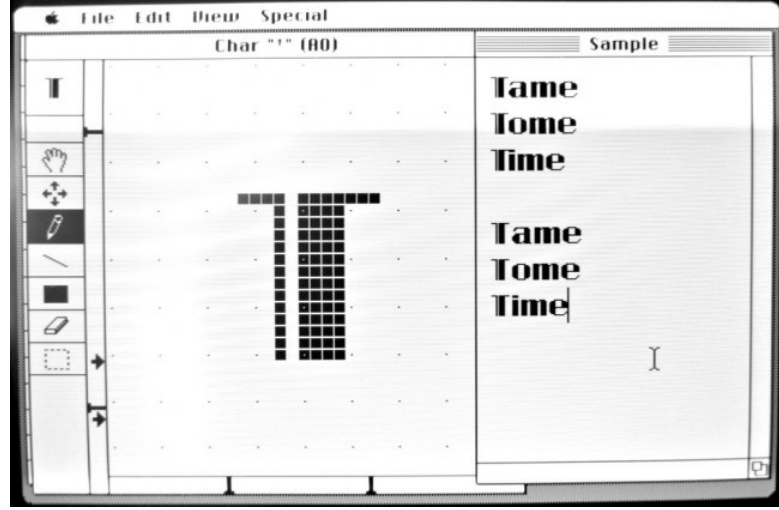 File Edit View Special
Char "†" (A0)
Sample
T
Tame
Tome
Time
Tame
Tome
Time